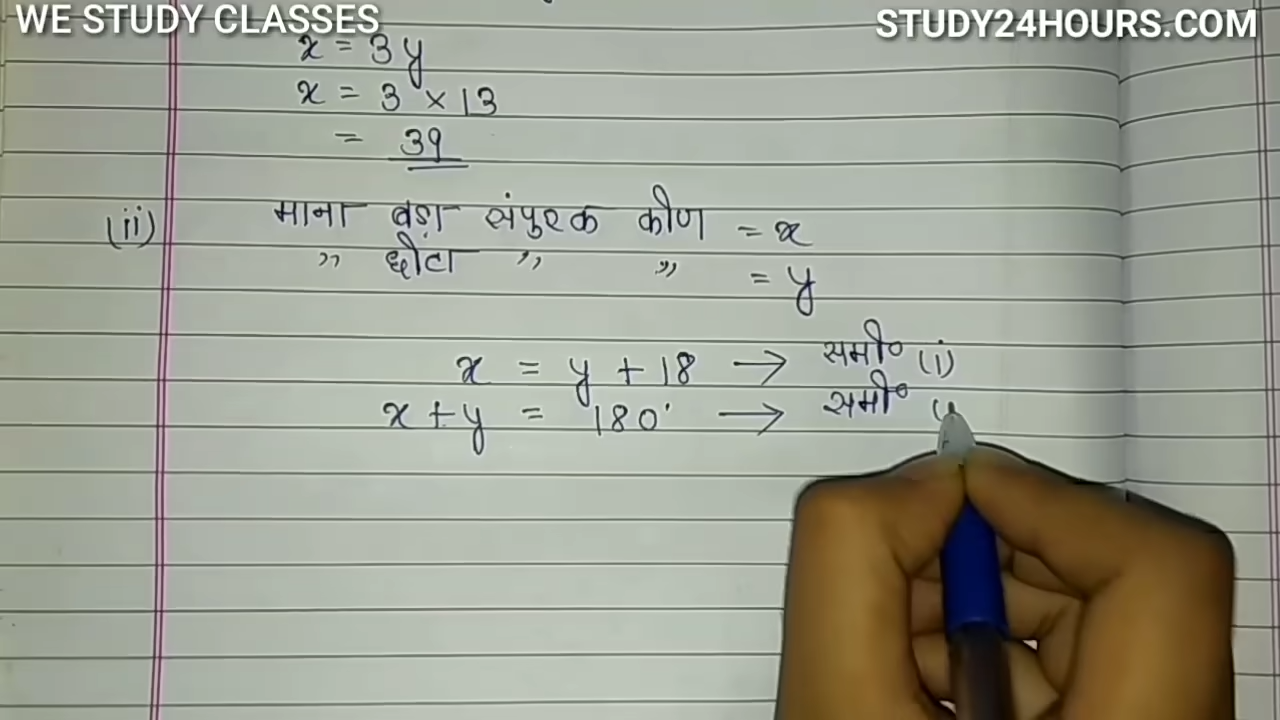 WE STUDY CLASSES
STUDY24HOURS.COM
x = 3y
x = 3 × 13
= 39
(ii) माना बड़ा संपुरक कोण = x
" छोटा " " = y
x = y + 18 → समी० (i)
x + y = 180° → समी० (i